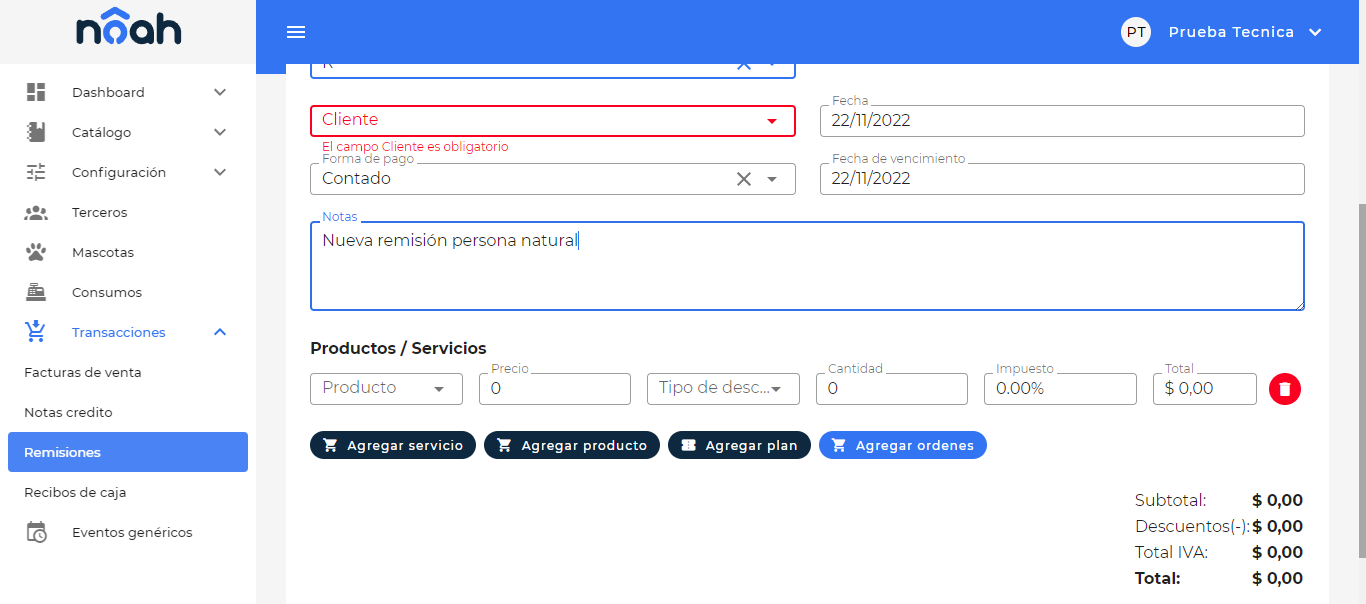 nôah
PT
Prueba Tecnica
Dashboard
Catálogo
Configuración
Terceros
Mascotas
Consumos
Transacciones
Facturas de venta
Notas credito
Remisiones
Recibos de caja
Eventos genéricos
Cliente
El campo Cliente es obligatorio
Fecha
22/11/2022
Forma de pago
Contado
Fecha de vencimiento
22/11/2022
Notas
Nueva remisión persona natural
Productos / Servicios
Producto
Precio
0
Tipo de desc...
Cantidad
0
Impuesto
0.00%
Total
$ 0,00
Agregar servicio
Agregar producto
Agregar plan
Agregar ordenes
Subtotal: $ 0,00
Descuentos(-): $ 0,00
Total IVA: $ 0,00
Total: $ 0,00